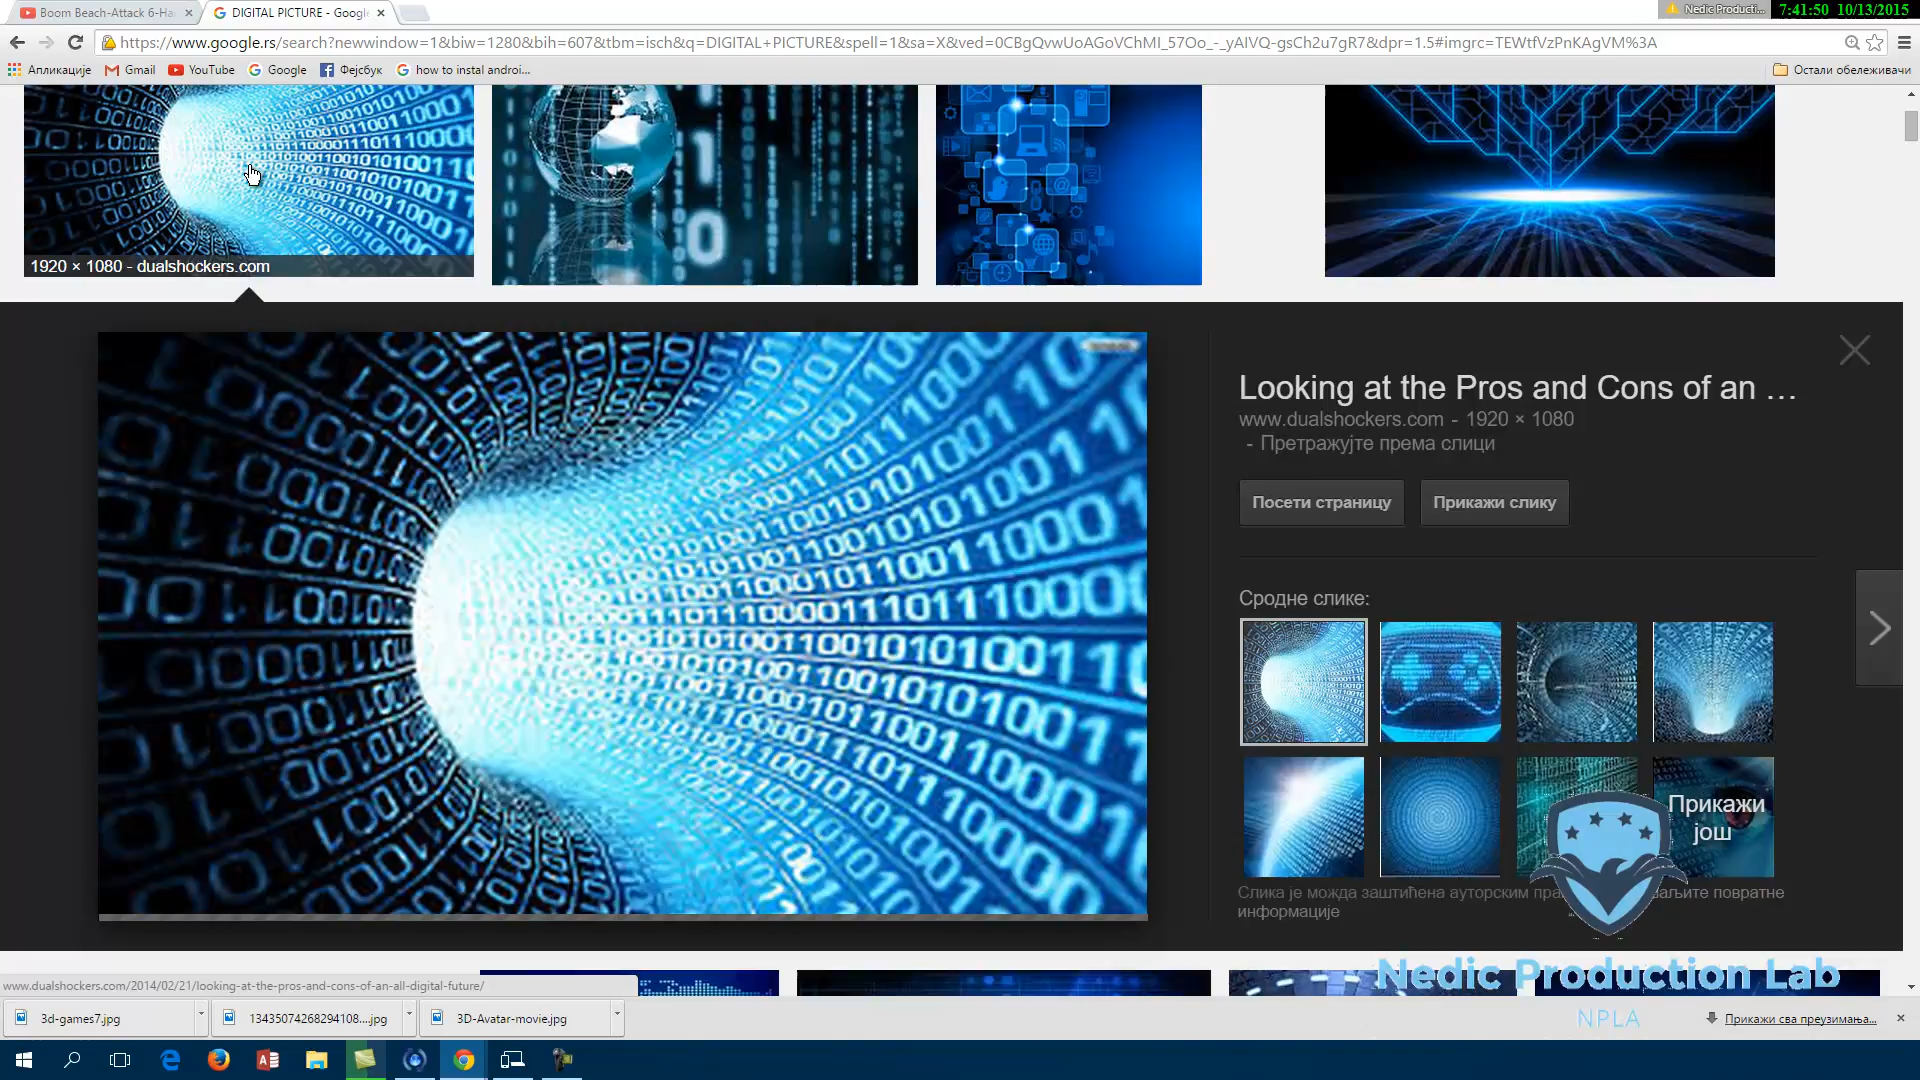 Boom Beach-Attack 6-Ha
DIGITAL PICTURE - Google
Nedic Producti...
7:41:50 10/13/2015
https://www.google.rs/search?newwindow=1&biw=1280&bih=607&tbm=isch&q=DIGITAL+PICTURE&spell=1&sa=X&ved=0CBgQvwUoAGoVChMI_57Oo_-_yAIVQ-gsCh2u7gR7&dpr=1.5#imgrc=TEWtfVzPnKAgVM%3A
Апликације
Gmail
YouTube
Google
Фејсбук
how to instal androi...
Остали обележивачи
1920 × 1080 - dualshockers.com
Looking at the Pros and Cons of an ...
www.dualshockers.com - 1920 × 1080
- Претражујте према слици
Посети страницу
Прикажи слику
Сродне слике:
Прикажи
још
Слика је можда заштићена ауторским пра
ваљите повратне
информације
www.dualshockers.com/2014/02/21/looking-at-the-pros-and-cons-of-an-all-digital-future/
Nedic Production Lab
NPLA
3d-games7.jpg
13435074268294108....jpg
3D-Avatar-movie.jpg
Прикажи сва преузимања...